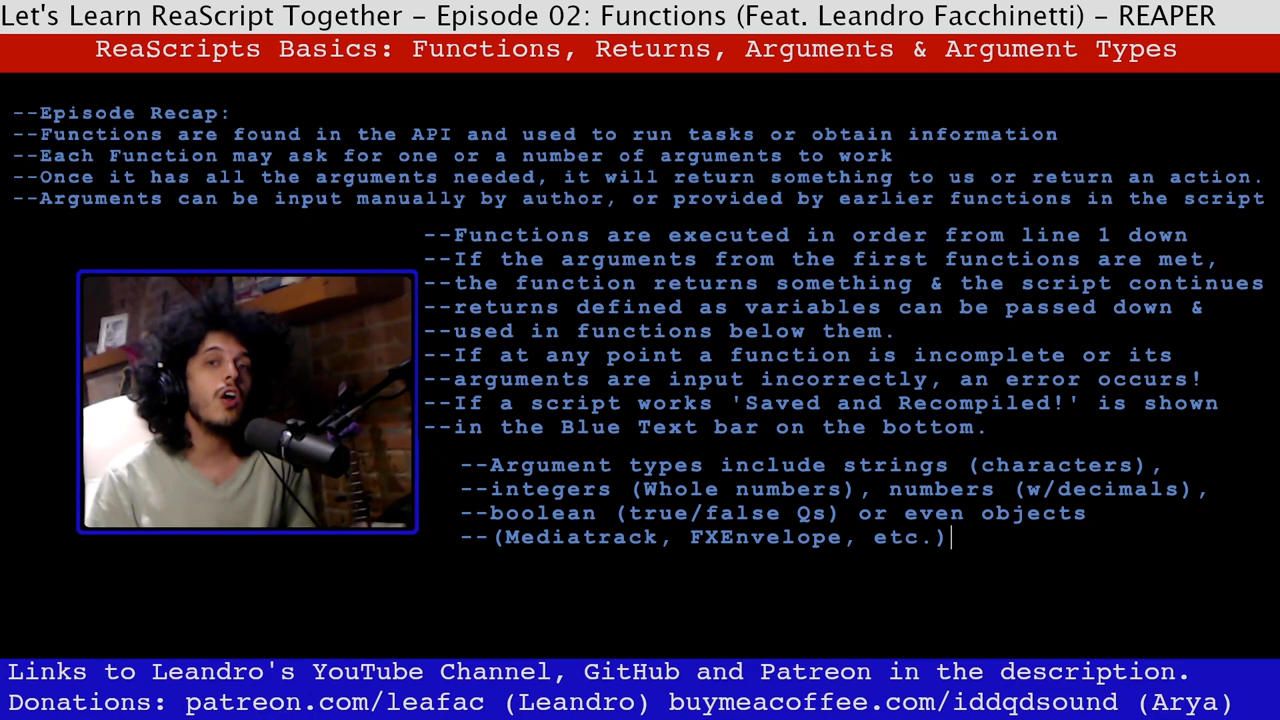 Let's Learn ReaScript Together – Episode 02: Functions (Feat. Leandro Facchinetti) – REAPER
ReaScripts Basics: Functions, Returns, Arguments & Argument Types
--Episode Recap:
--Functions are found in the API and used to run tasks or obtain information
--Each Function may ask for one or a number of arguments to work
--Once it has all the arguments needed, it will return something to us or return an action.
--Arguments can be input manually by author, or provided by earlier functions in the script
--Functions are executed in order from line 1 down
--If the arguments from the first functions are met,
--the function returns something & the script continues
--returns defined as variables can be passed down &
--used in functions below them.
--If at any point a function is incomplete or its
--arguments are input incorrectly, an error occurs!
--If a script works 'Saved and Recompiled!' is shown
--in the Blue Text bar on the bottom.
--Argument types include strings (characters),
--integers (Whole numbers), numbers (w/decimals),
--boolean (true/false Qs) or even objects
--(Mediatrack, FXEnvelope, etc.)
Links to Leandro's YouTube Channel, GitHub and Patreon in the description.
Donations: patreon.com/leafac (Leandro) buymeacoffee.com/iddqdsound (Arya)